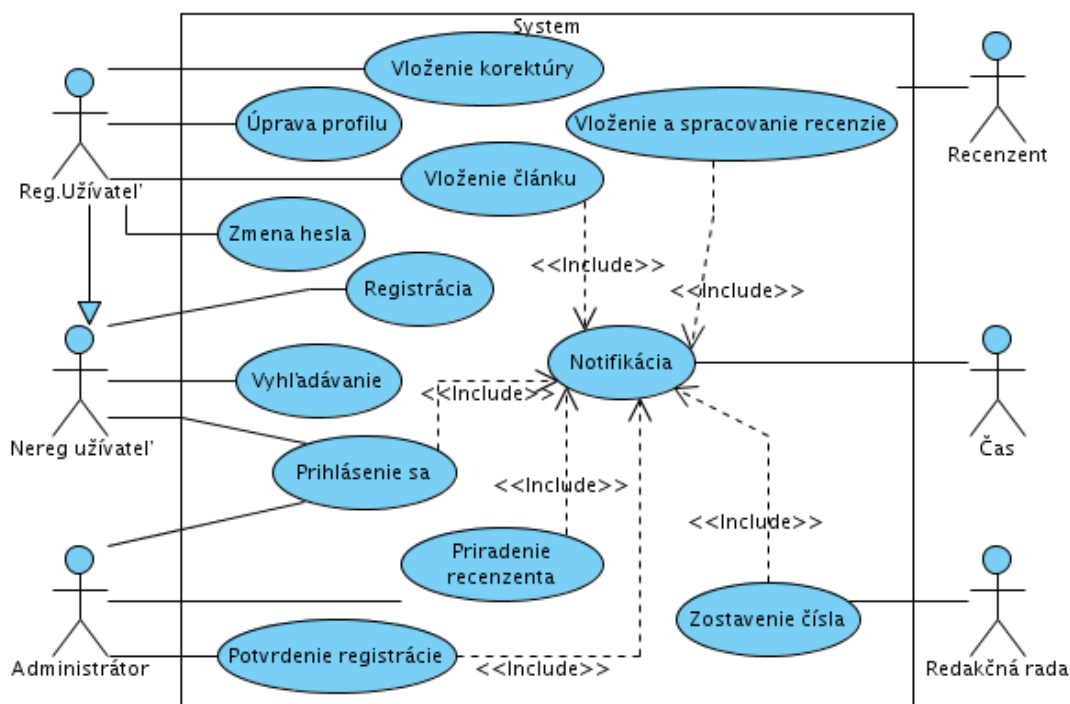 System
Vloženie korektúry
Úprava profilu
Vloženie a spracovanie recenzie
Recenzent
Reg.Užívateľ
Vloženie článku
Zmena hesla
<<Include>>
Registrácia
<<Include>>
Notifikácia
Vyhľadávanie
<<Include>>
Nereg užívateľ
Čas
Prihlásenie sa
<<Include>>
<<Include>>
Priradenie
recenzenta
Zostavenie čísla
Potvrdenie registrácie
<<Include>>
Administrátor
Redakčná rada